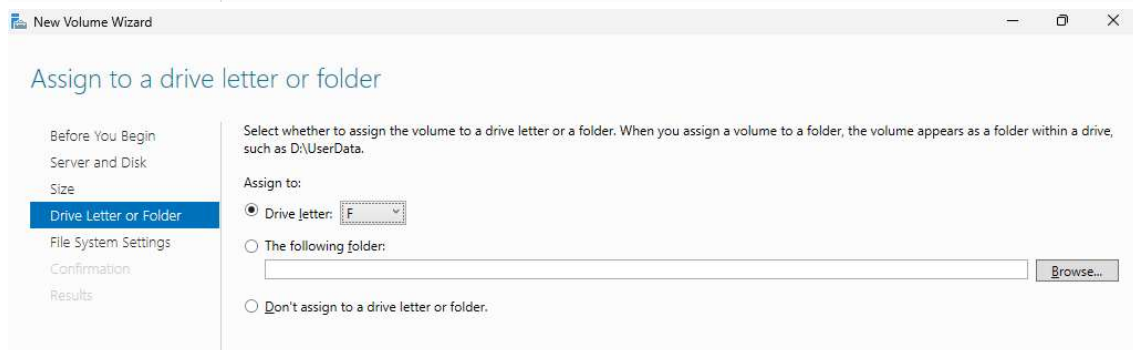 New Volume Wizard
Assign to a drive letter or folder
Before You Begin
Server and Disk
Size
Drive Letter or Folder
File System Settings
Confirmation
Results
Select whether to assign the volume to a drive letter or a folder. When you assign a volume to a folder, the volume appears as a folder within a drive,
such as D:\UserData.
Assign to:
Drive letter: F
The following folder:
Browse...
Don't assign to a drive letter or folder.